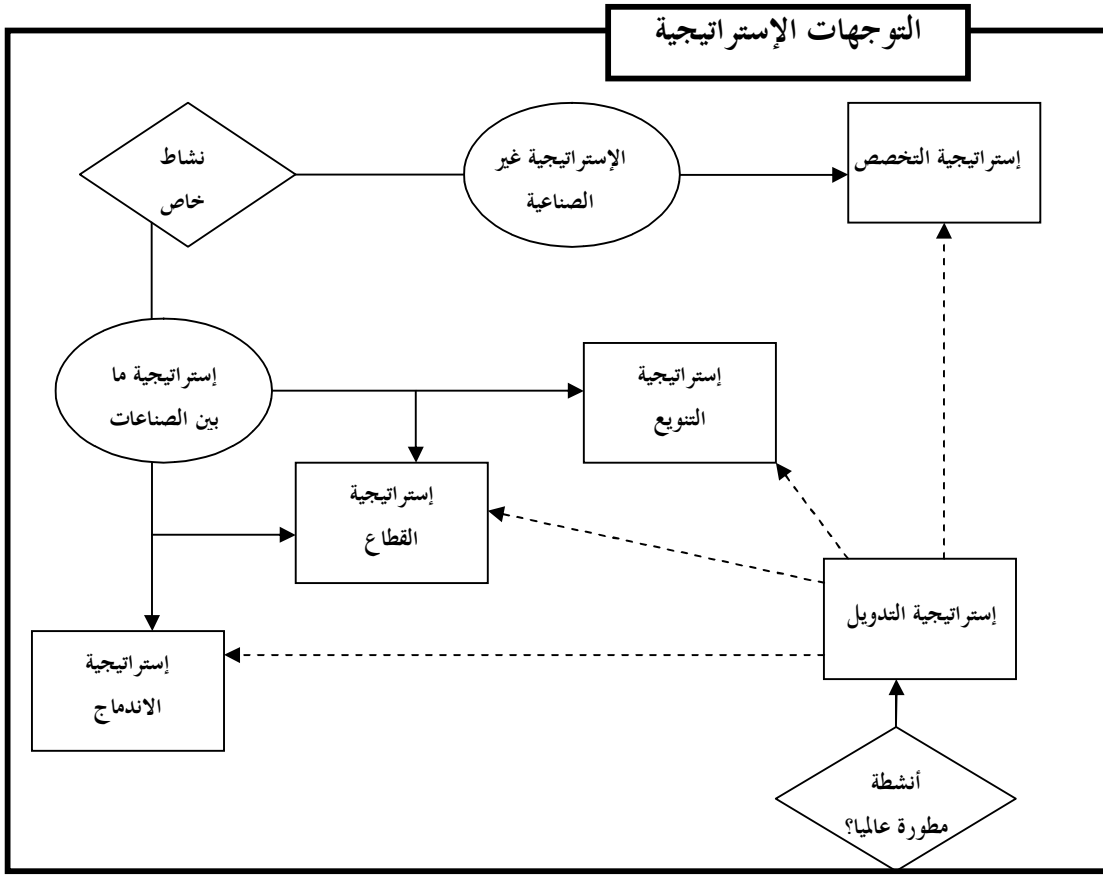 التوجهات الإستراتيجية
إستراتيجية التخصص
الإستراتيجية غير
الصناعية
نشاط
خاص
إستراتيجية
التنويع
إستراتيجية ما
بين الصناعات
إستراتيجية
القطاع
إستراتيجية التدويل
إستراتيجية
الاندماج
أنشطة
مطورة عالميا؟